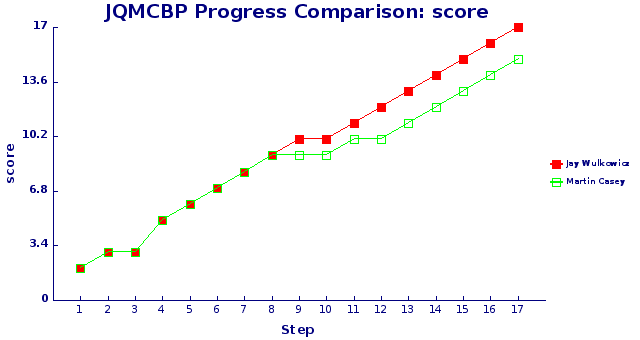 JQMCBP Progress Comparison: score
17
13.6
10.2
6.8
3.4
0
score
1 2 3 4 5 6 7 8 9 10 11 12 13 14 15 16 17
Step
Jay Wulkowicz
Martin Casey